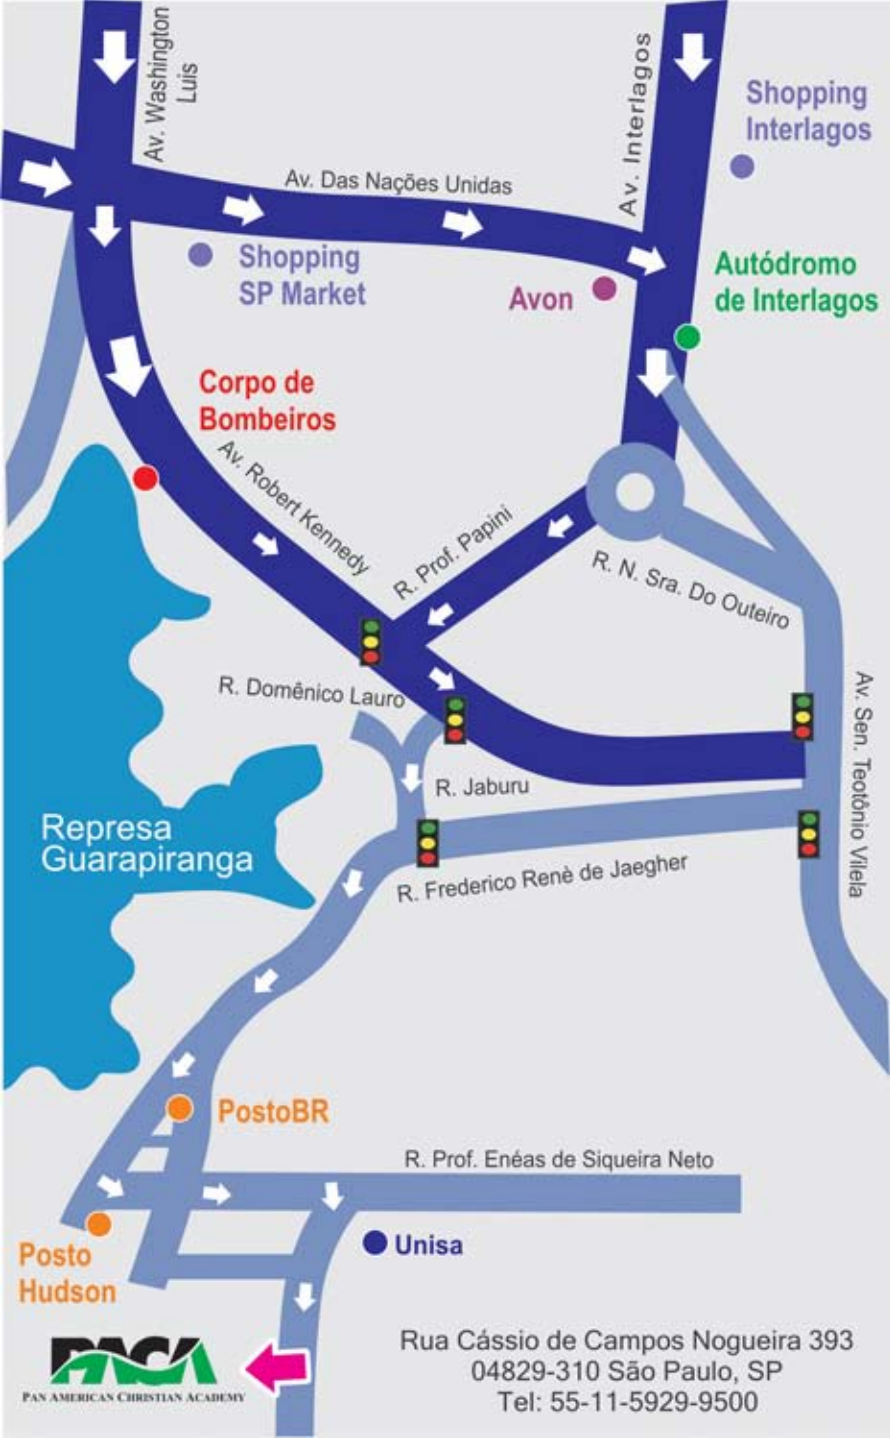 Av. Washington
Luis
Av. Interlagos
Shopping
Interlagos
Av. Das Nações Unidas
Shopping
SP Market
Avon
Autódromo
de Interlagos
Corpo de
Bombeiros
Av. Robert Kennedy
R. Prof. Papini
R. N. Sra. Do Outeiro
R. Domênico Lauro
Av. Sen. Teotônio Vilela
R. Jaburu
Represa
Guarapiranga
R. Frederico Renè de Jaegher
PostoBR
R. Prof. Enéas de Siqueira Neto
Unisa
Posto
Hudson
PACA
PAN AMERICAN CHRISTIAN ACADEMY
Rua Cássio de Campos Nogueira 393
04829-310 São Paulo, SP
Tel: 55-11-5929-9500